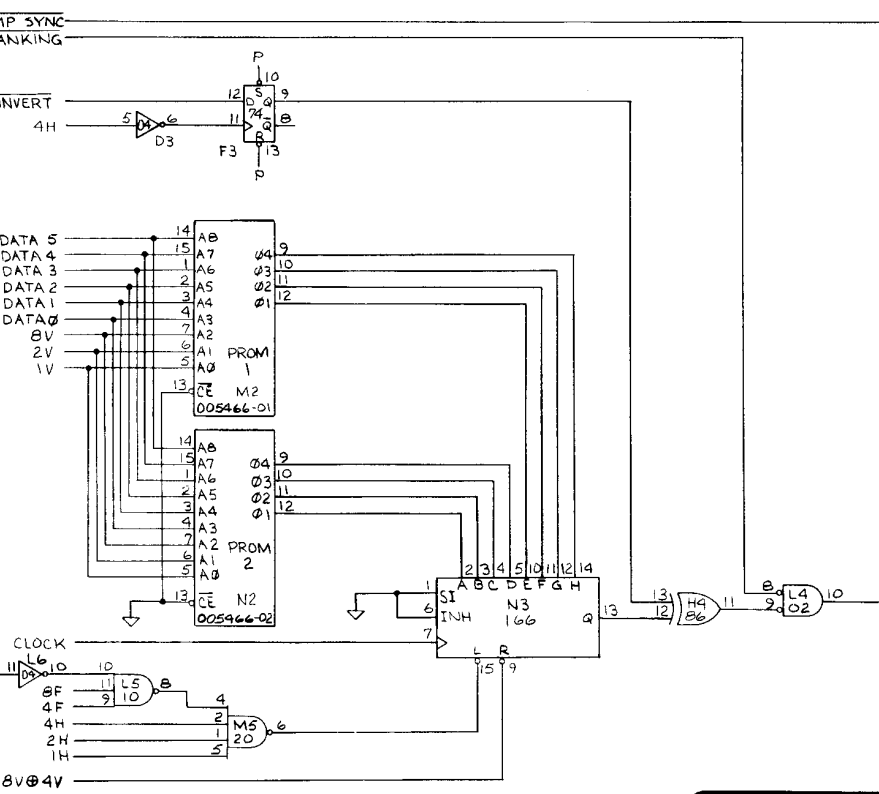 MP SYNC
ANKING
P
10
S
12 D Q 9
NVERT
74
4H 5 04 6 11 Q 8
D3
R
F3 13
P
DATA 5 14 A8
DATA 4 15 A7 Ø4 9
DATA 3 1 A6 Ø3 10
DATA 2 2 A5 Ø2 11
DATA 1 3 A4 Ø1 12
DATA Ø 4 A3
8V 7 A2
2V 6 A1 PROM
1V 5 AØ 1
13 CE M2
005466-01
14 A8
15 A7 Ø4 9
1 A6 Ø3 10
2 A5 Ø2 11
3 A4 Ø1 12
4 A3
7 A2 PROM
6 A1 2
5 AØ
13 CE N2
005466-02
2 3 4 5 10 11 12 14
A B C D E F G H
1 SI N3
6 INH 166 Q 13
7
L R
15 9
13 H4 11
12 86
8 L4 10
9 02
CLOCK
L6
11 04 10 10
8F 11 L5 8
4F 9 10
4
4H 2 M5 6
2H 1 20
1H 5
8V⊕4V